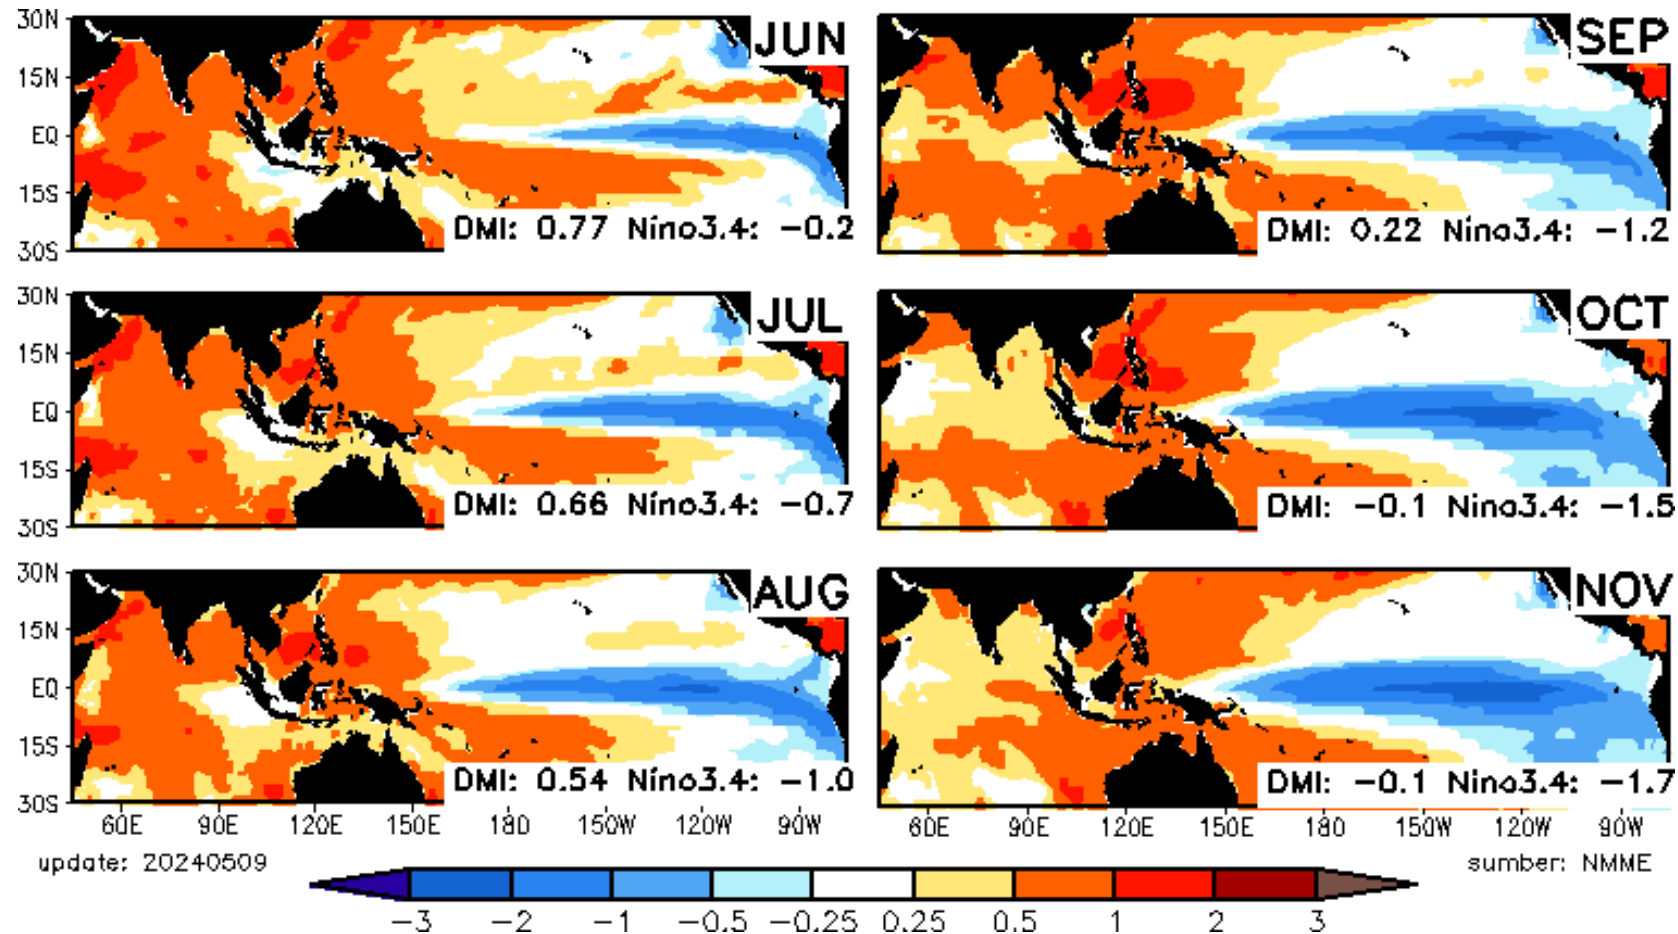 30N
15N
EQ
15S
30S
JUN
DMI: 0.77 Nino3.4: −0.2
SEP
DMI: 0.22 Nino3.4: −1.2
30N
15N
EQ
15S
30S
JUL
DMI: 0.66 Nino3.4: −0.7
OCT
DMI: −0.1 Nino3.4: −1.5
30N
15N
EQ
15S
30S
AUG
DMI: 0.54 Nino3.4: −1.0
NOV
DMI: −0.1 Nino3.4: −1.7
60E 90E 120E 150E 180 150W 120W 90W
60E 90E 120E 150E 180 150W 120W 90W
update: 20240509
sumber: NMME
−3 −2 −1 −0.5 −0.25 0.25 0.5 1 2 3